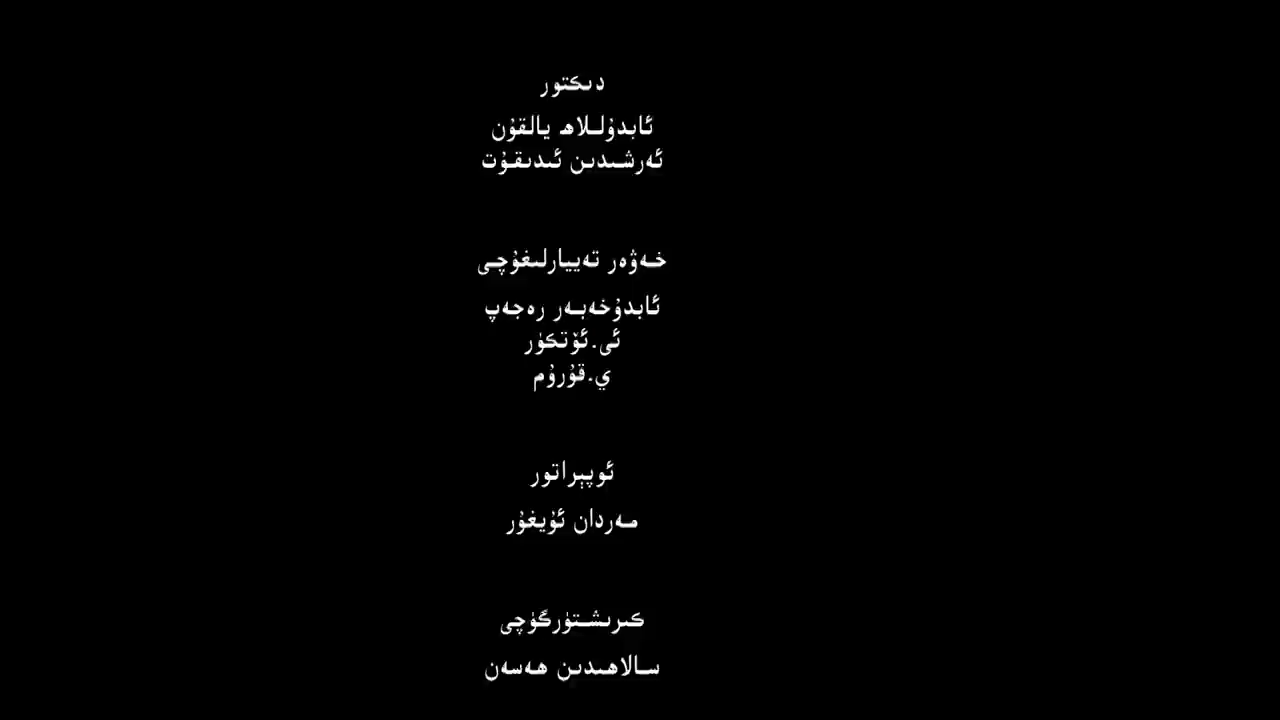 دىكتور
ئابدۇللاھ يالقۇن
ئەرشىدىن ئىدىقۇت
خەۋەر تەييارلىغۇچى
ئابدۇخەبەر رەجەپ
ئى.ئۆتكۈر
ي.قۇرۇم
ئوپېراتور
مەردان ئۇيغۇر
كىرىشتۈرگۈچى
سالاھىدىن ھەسەن